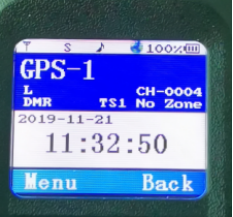 S 100%
GPS-1
L CH-0004
DMR TS1 No Zone
2019-11-21
11:32:50
Menu Back